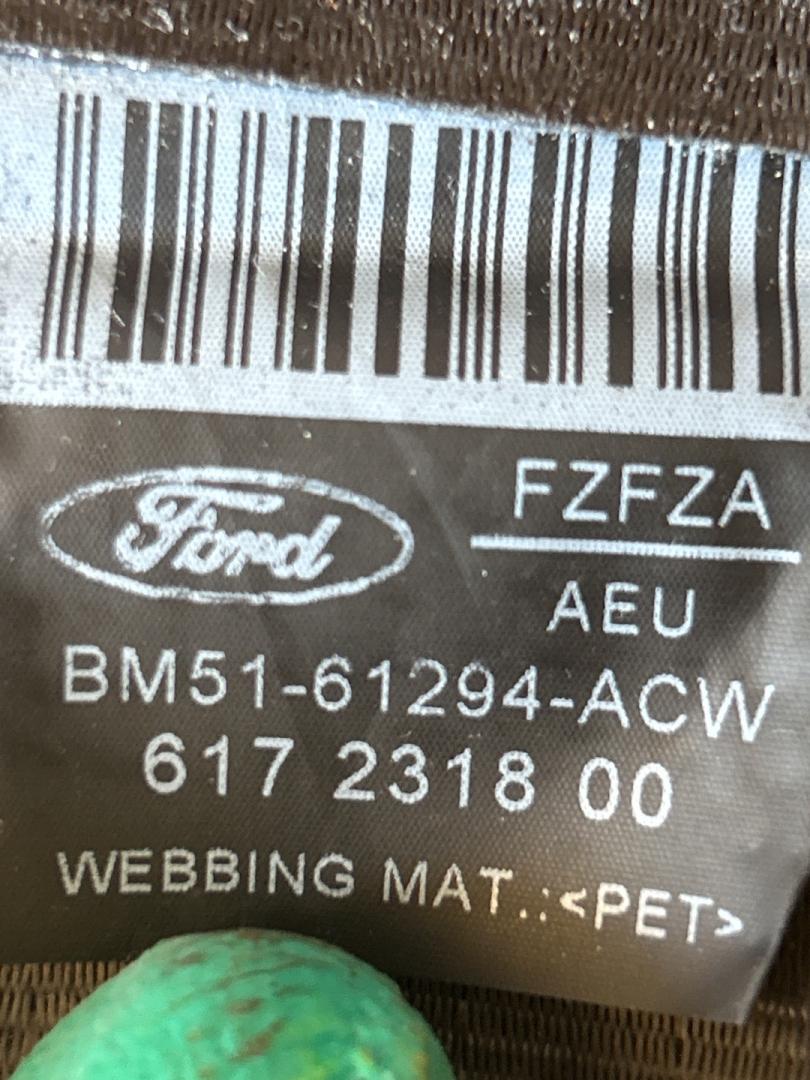 Ford
FZFZA
AEU
BM51-61294-ACW
617 2318 00
WEBBING MAT.:<PET>